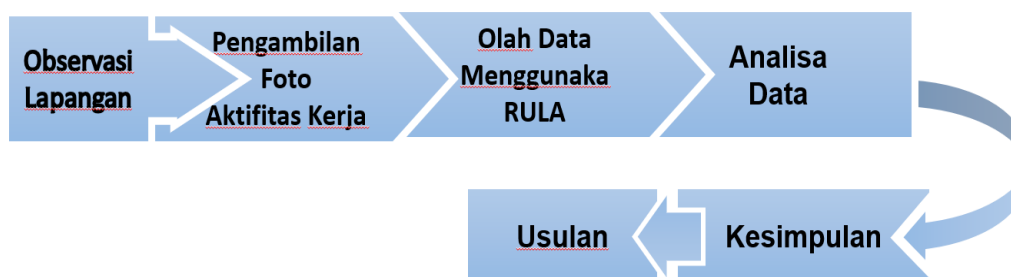 Observasi
Lapangan
Pengambilan
Foto
Aktifitas Kerja
Olah Data
Menggunaka
RULA
Analisa
Data
Usulan
Kesimpulan